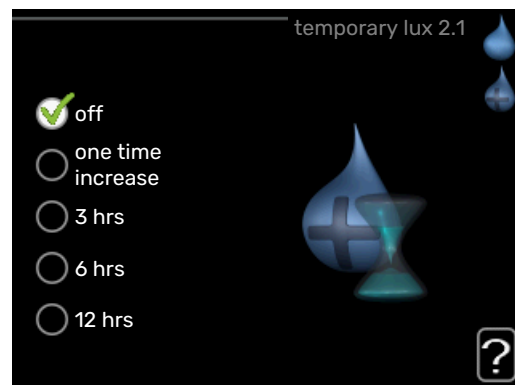 temporary lux 2.1
off
one time
increase
3 hrs
6 hrs
12 hrs
?